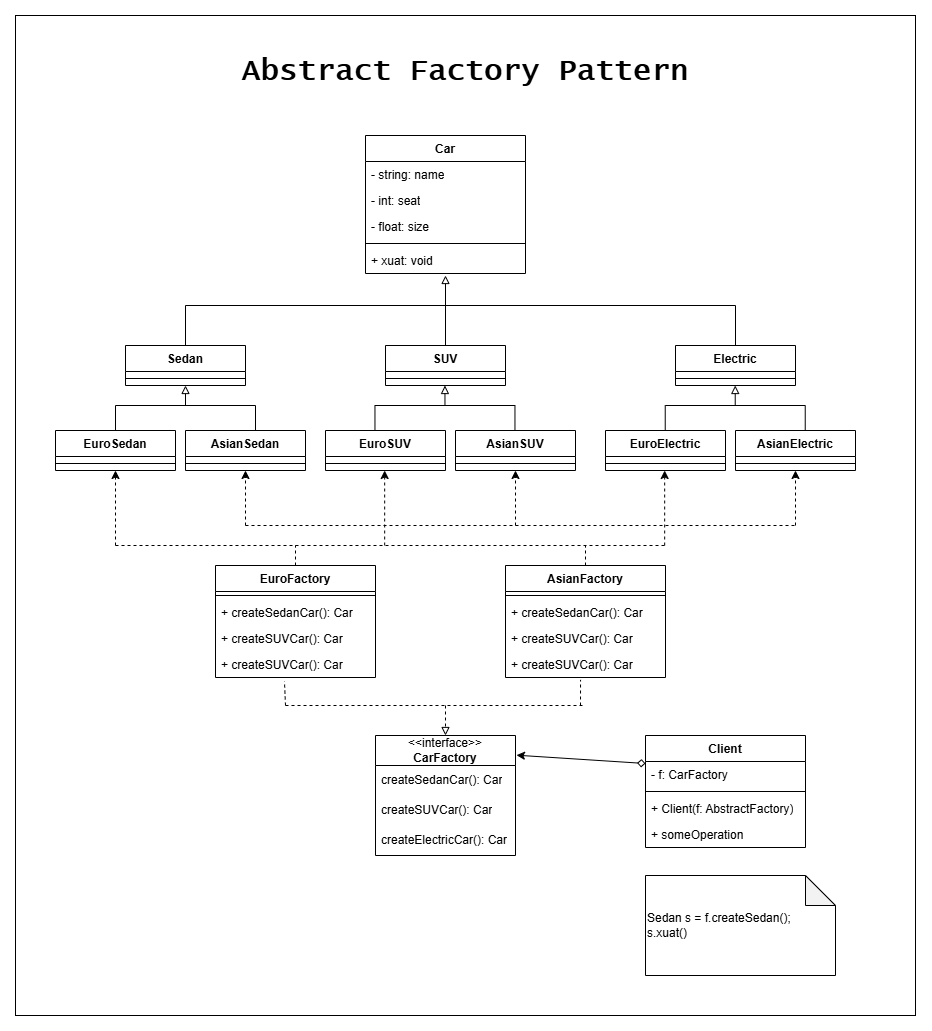 Abstract Factory Pattern
Car
- string: name
- int: seat
- float: size
+ xuat: void
Sedan
SUV
Electric
EuroSedan
AsianSedan
EuroSUV
AsianSUV
EuroElectric
AsianElectric
EuroFactory
+ createSedanCar(): Car
+ createSUVCar(): Car
+ createSUVCar(): Car
AsianFactory
+ createSedanCar(): Car
+ createSUVCar(): Car
+ createSUVCar(): Car
<<interface>>
CarFactory
createSedanCar(): Car
createSUVCar(): Car
createElectricCar(): Car
Client
- f: CarFactory
+ Client(f: AbstractFactory)
+ someOperation
Sedan s = f.createSedan();
s.xuat()